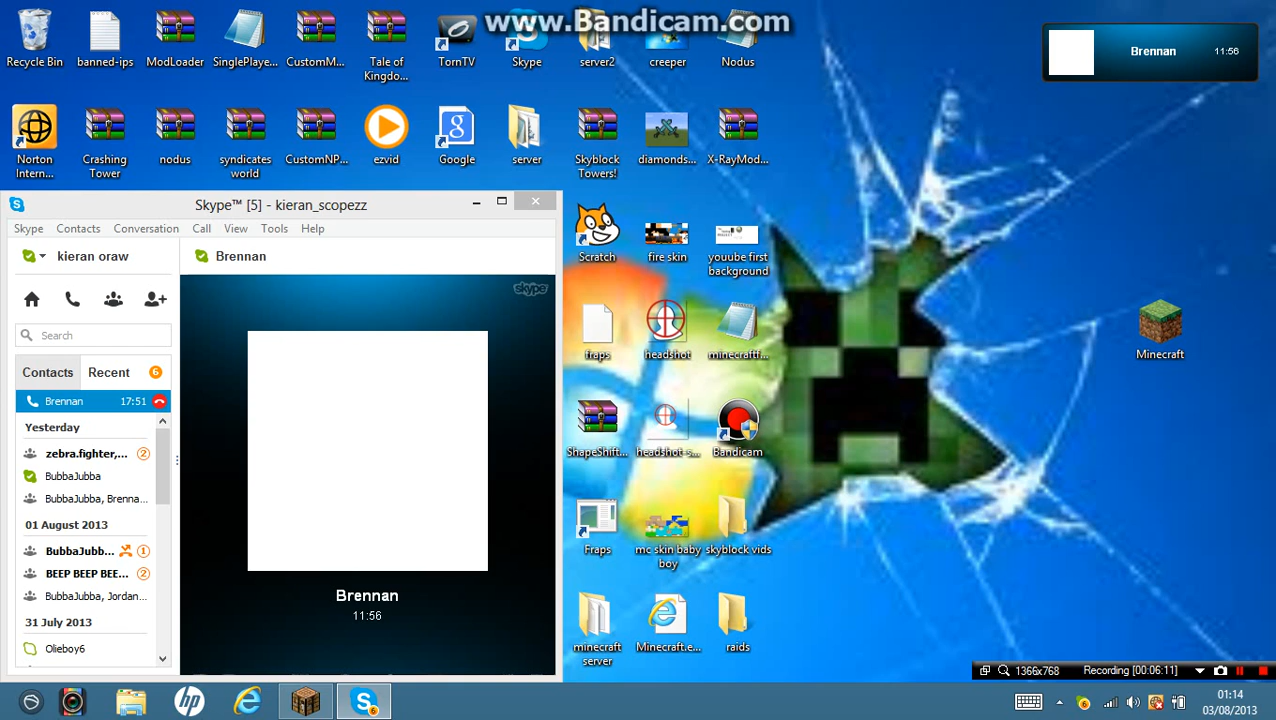 www.Bandicam.com
Recycle Bin
banned-ips
ModLoader
SinglePlaye...
CustomM...
Tale of Kingdo...
TornTV
Skype
server2
creeper
Nodus
Brennan 11:56
Norton Intern...
Crashing Tower
nodus
syndicates world
CustomNP...
ezvid
Google
server
Skyblock Towers!
diamonds...
X-RayMod...
Skype™ [5] - kieran_scopezz
Skype Contacts Conversation Call View Tools Help
kieran oraw
Brennan
skype
Search
Contacts Recent 6
Brennan 17:51
Yesterday
zebra.fighter,... 2
BubbaJubba
BubbaJubba, Brenna...
01 August 2013
BubbaJubb... 1
BEEP BEEP BEE... 2
BubbaJubba, Jordan...
31 July 2013
Olieboy6
Brennan
11:56
Scratch
fire skin
youube first background
fraps
headshot
minecraftf...
Minecraft
ShapeShift...
headshot-s...
Bandicam
Fraps
mc skin baby boy
skyblock vids
minecraft server
Minecraft.e...
raids
1366x768 Recording [00:06:11]
01:14
03/08/2013